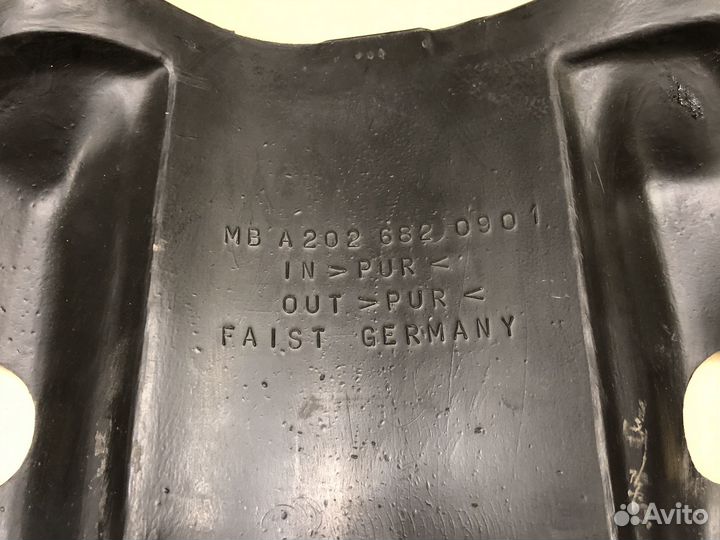 MB A202 682 0901
IN >PUR<
OUT >PUR<
FAIST GERMANY
Avito